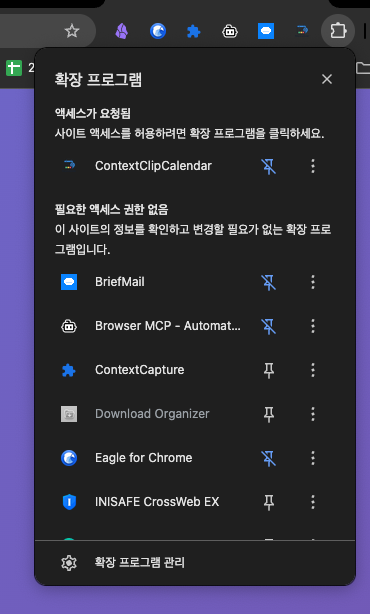 2
확장 프로그램
액세스가 요청됨
사이트 액세스를 허용하려면 확장 프로그램을 클릭하세요.
ContextClipCalendar
필요한 액세스 권한 없음
이 사이트의 정보를 확인하고 변경할 필요가 없는 확장 프로
그램입니다.
BriefMail
Browser MCP - Automat...
ContextCapture
Download Organizer
Eagle for Chrome
INISAFE CrossWeb EX
확장 프로그램 관리